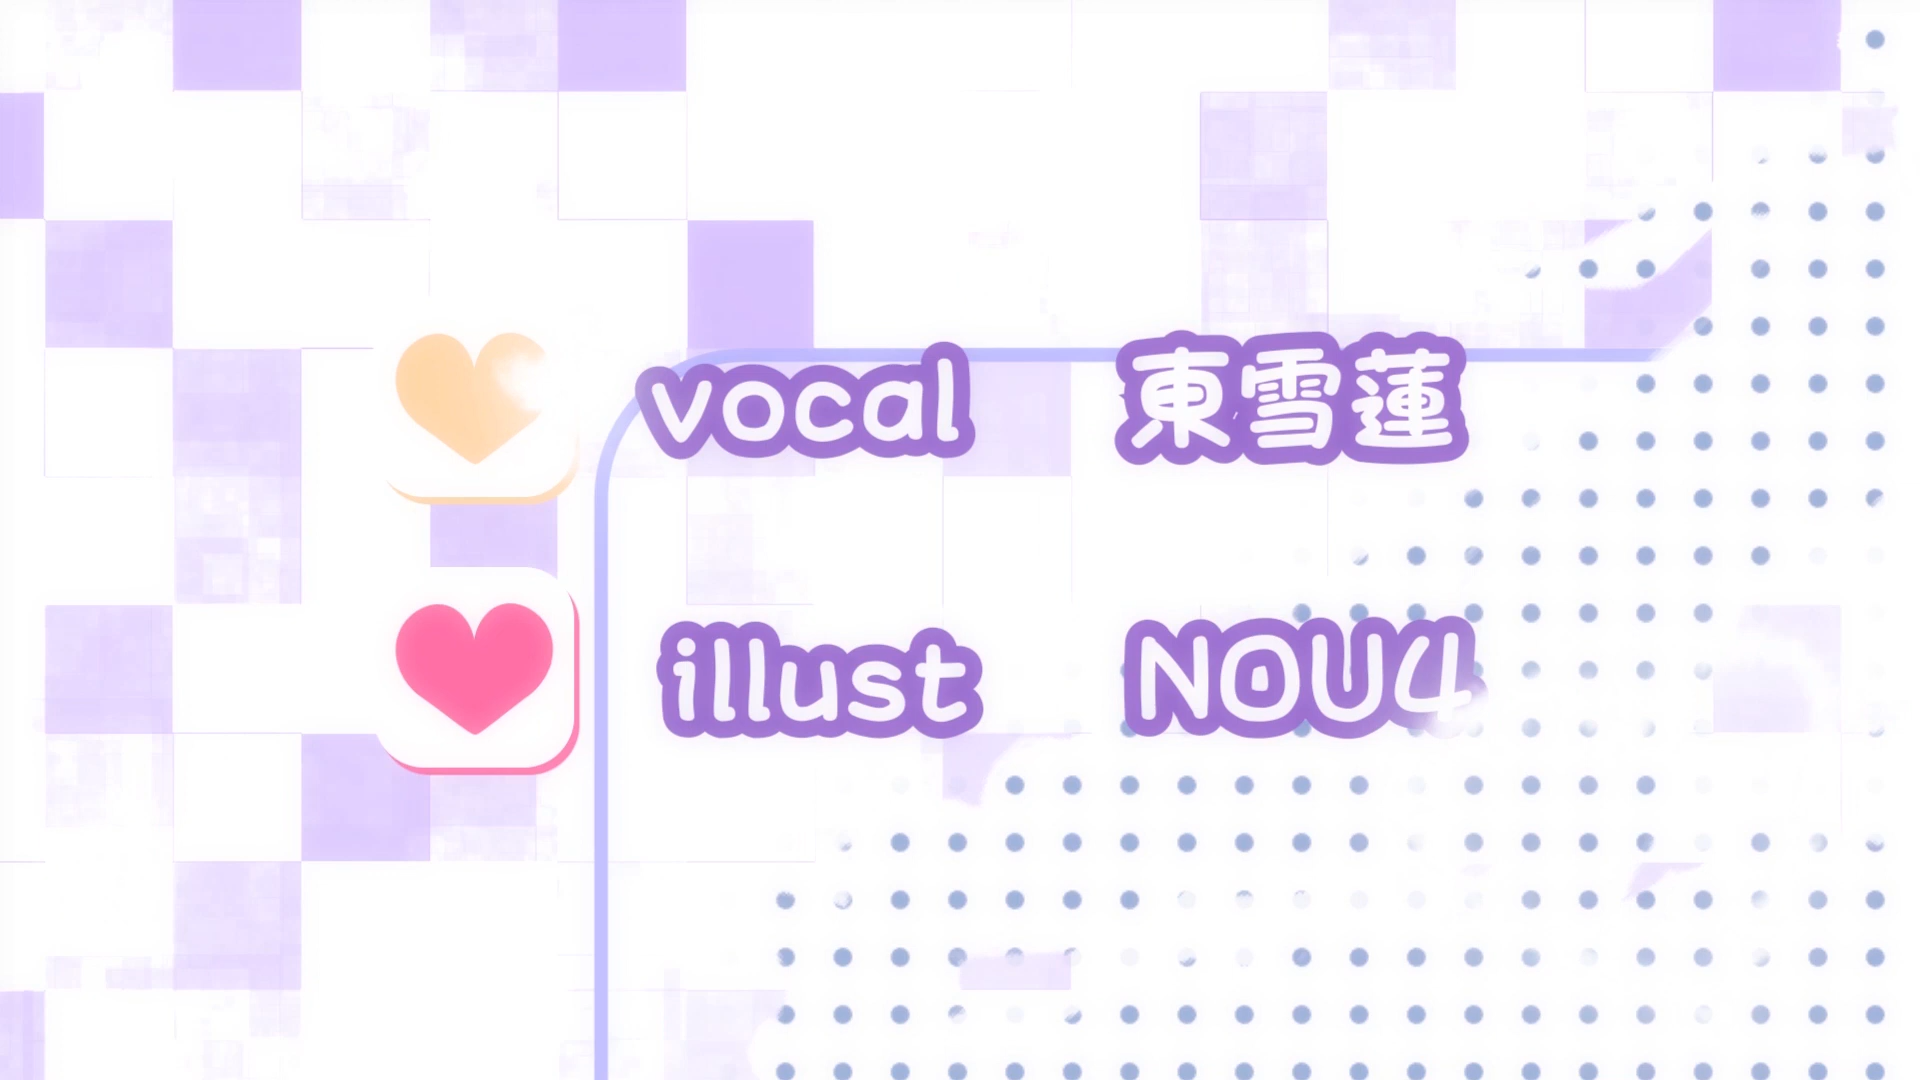 vocal 東雪蓮
illust NOU4